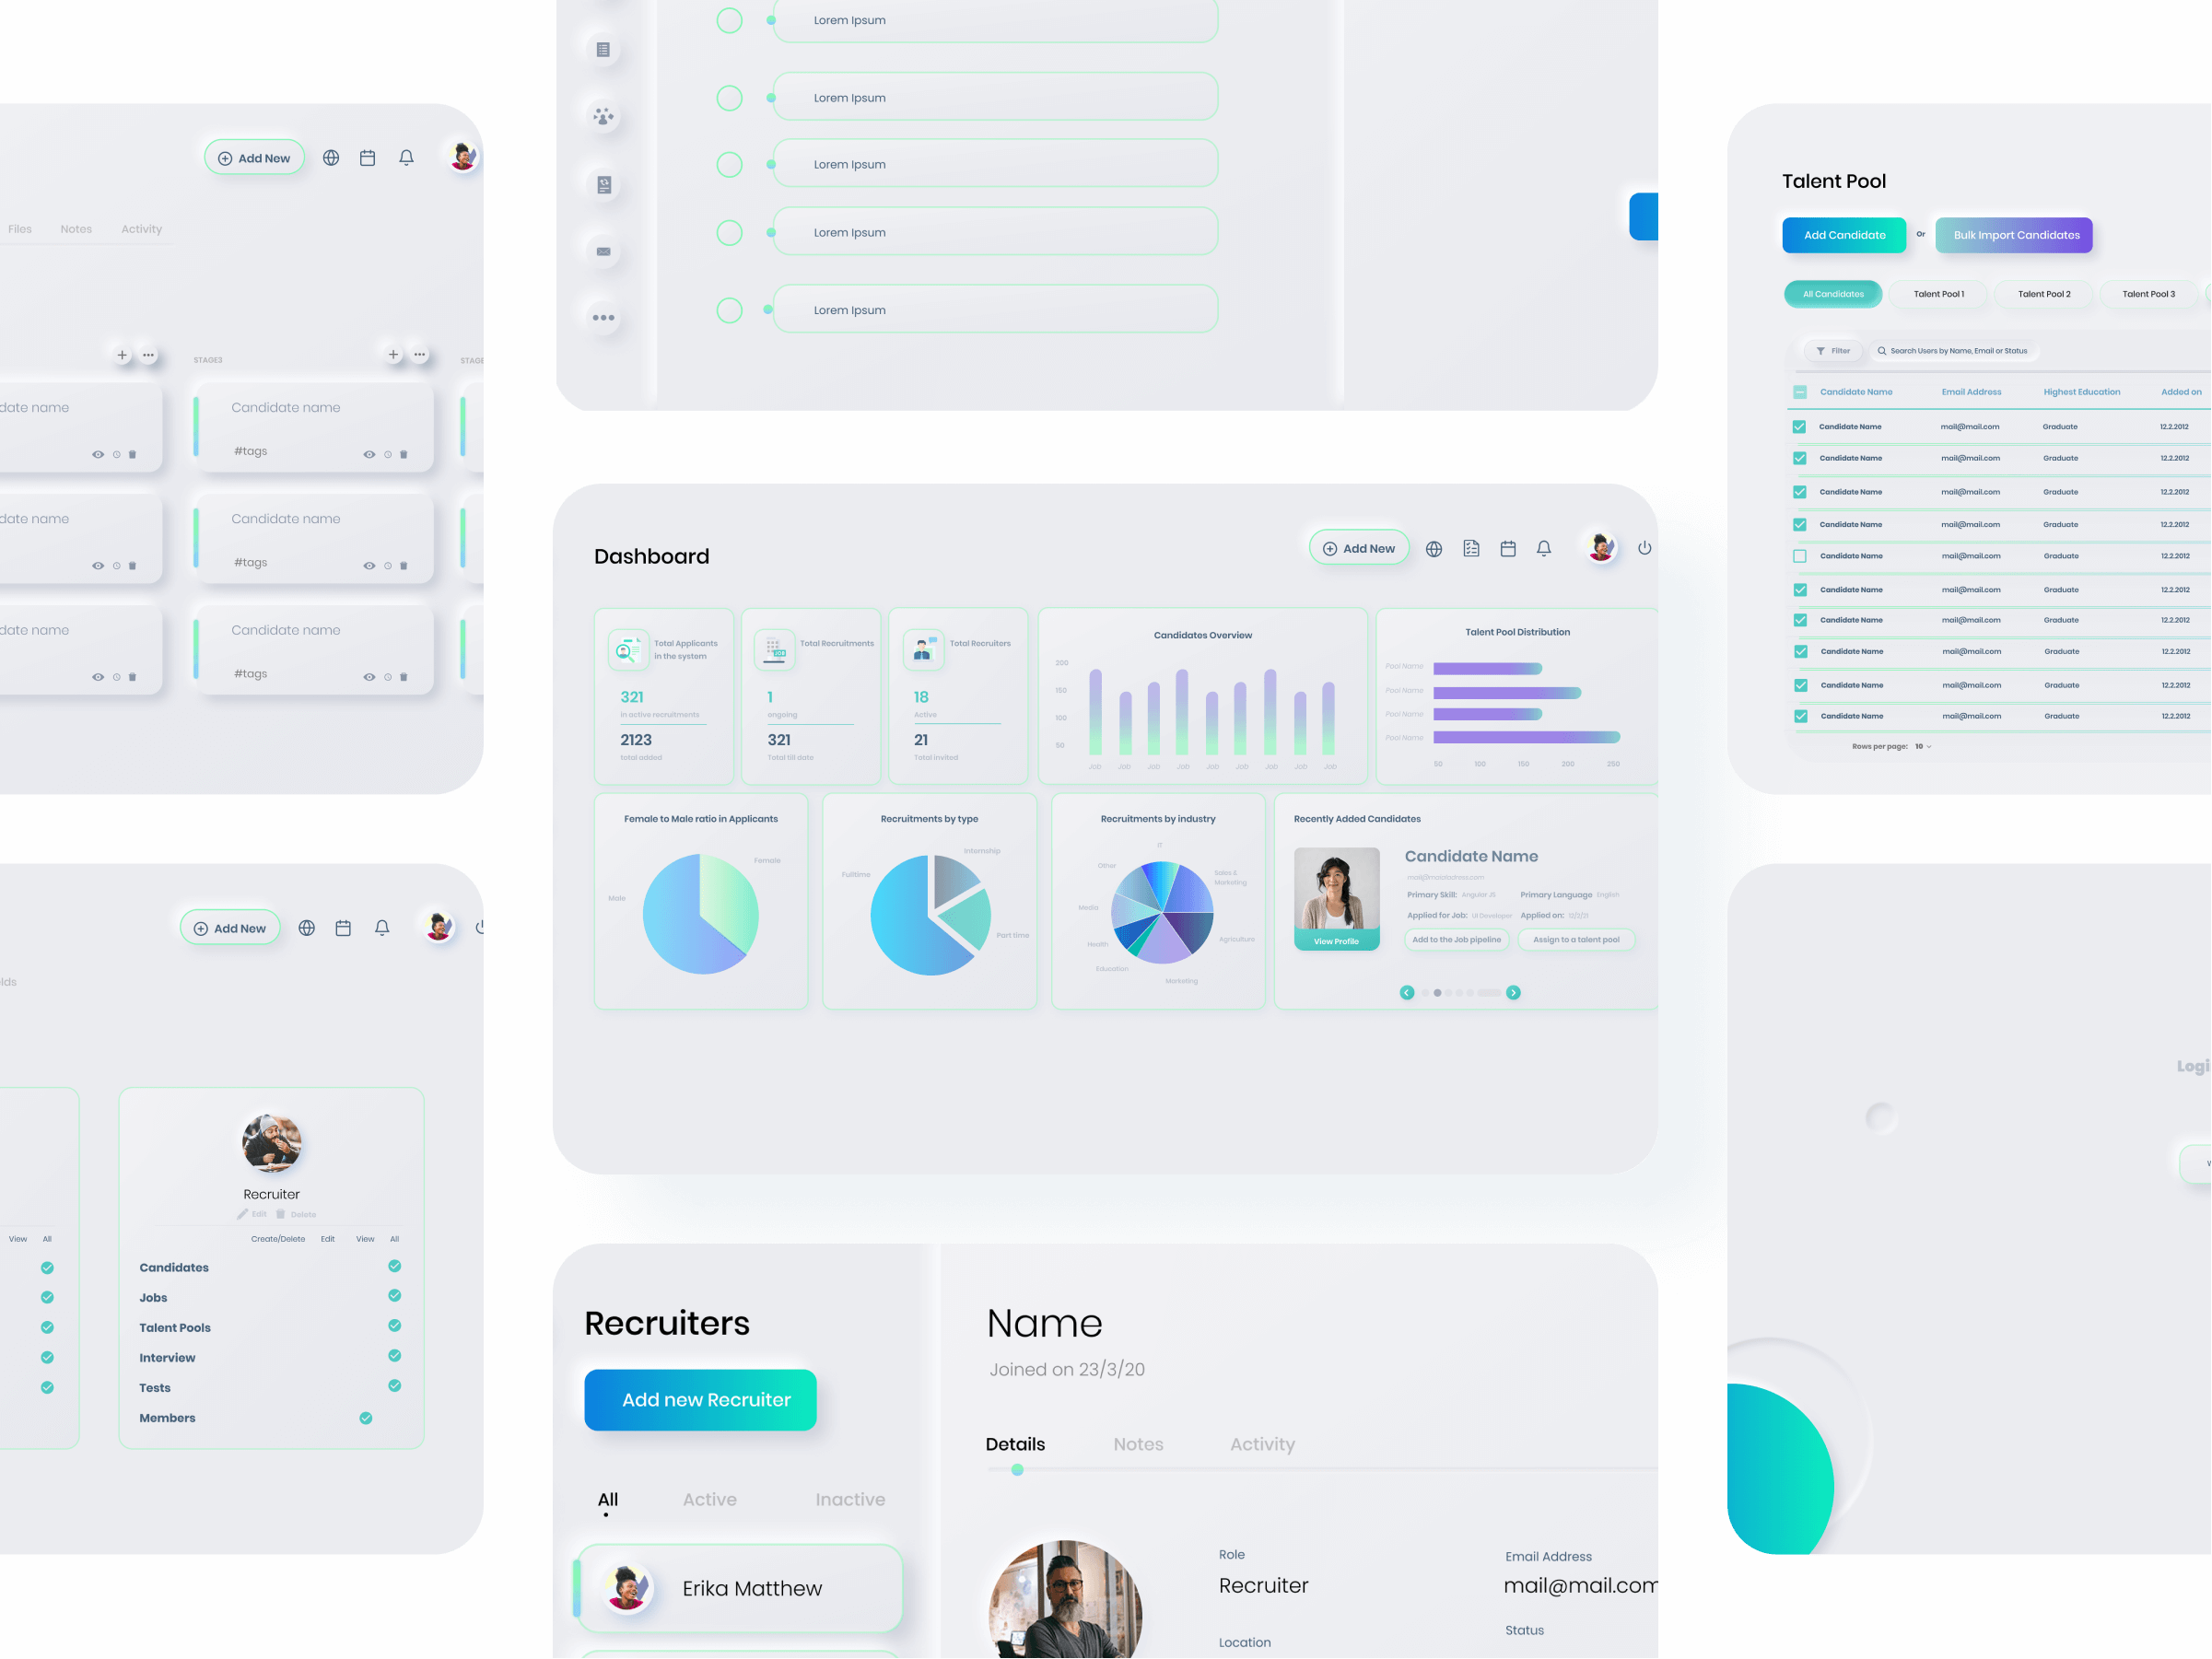 Add New
Files Notes Activity
STAGE3
STAGE
date name
Candidate name
#tags
date name
Candidate name
#tags
date name
Candidate name
#tags
Lorem Ipsum
Lorem Ipsum
Lorem Ipsum
Lorem Ipsum
Lorem Ipsum
Talent Pool
Add Candidate or Bulk Import Candidates
All Candidates Talent Pool 1 Talent Pool 2 Talent Pool 3
Filter Search Users by Name, Email or Status
Candidate Name Email Address Highest Education Added on
Candidate Name mail@mail.com Graduate 12.2.2012
Candidate Name mail@mail.com Graduate 12.2.2012
Candidate Name mail@mail.com Graduate 12.2.2012
Candidate Name mail@mail.com Graduate 12.2.2012
Candidate Name mail@mail.com Graduate 12.2.2012
Candidate Name mail@mail.com Graduate 12.2.2012
Candidate Name mail@mail.com Graduate 12.2.2012
Candidate Name mail@mail.com Graduate 12.2.2012
Candidate Name mail@mail.com Graduate 12.2.2012
Candidate Name mail@mail.com Graduate 12.2.2012
Rows per page: 10
Dashboard
Add New
Total Applicants
in the system
321
in active recruitments
2123
total added
Total Recruitments
JOB
1
ongoing
321
Total till date
Total Recruiters
18
Active
21
Total invited
Candidates Overview
200
150
100
50
Job Job Job Job Job Job Job Job Job
Talent Pool Distribution
Pool Name
Pool Name
Pool Name
Pool Name
50 100 150 200 250
Female to Male ratio in Applicants
Female
Male
Recruitments by type
Internship
Fulltime
Part time
Recruitments by industry
IT
Other
Sales &
Marketing
Media
Agriculture
Health
Education
Marketing
Recently Added Candidates
Candidate Name
Primary Skill: Angular JS Primary Language English
Applied for Job: UI Developer Applied on: 12/2/21
View Profile
Add to the Job pipeline Assign to a talent pool
Add New
lds
View All
Recruiter
Edit Delete
Create/Delete Edit View All
Candidates
Jobs
Talent Pools
Interview
Tests
Members
Recruiters
Add new Recruiter
All Active Inactive
Erika Matthew
Name
Joined on 23/3/20
Details Notes Activity
Role
Recruiter
Email Address
mail@mail.com
Location
Status
Logi